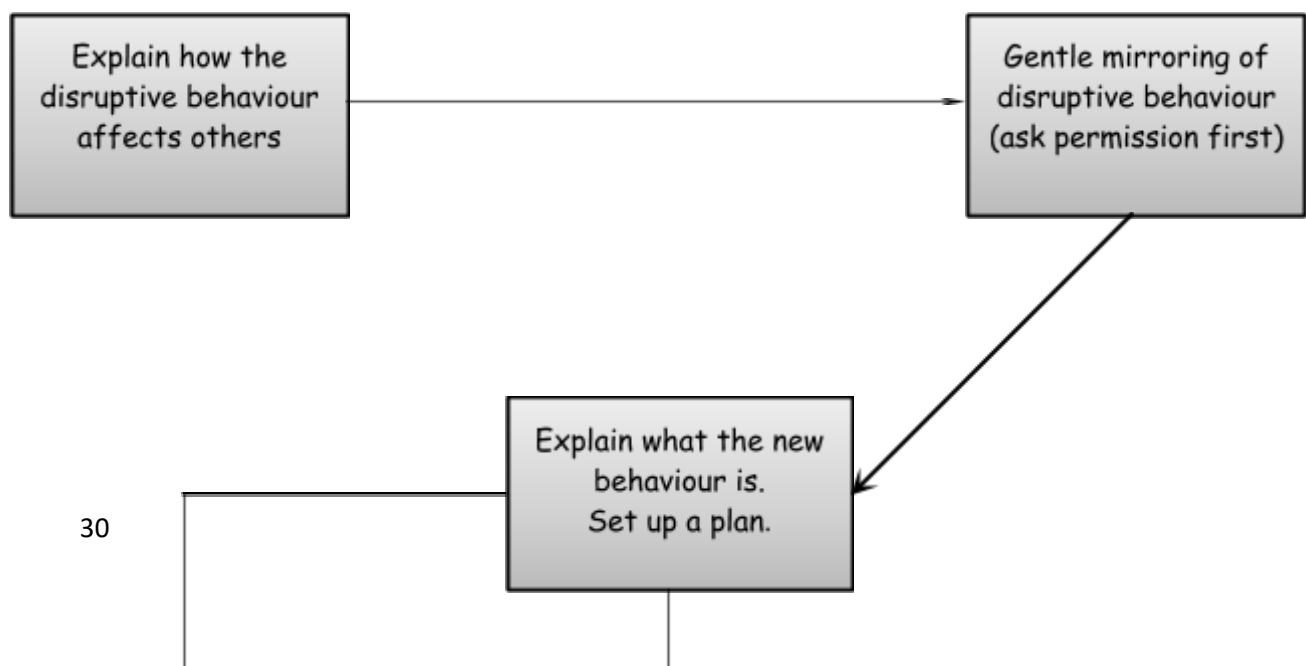 Explain how the
disruptive behaviour
affects others
Gentle mirroring of
disruptive behaviour
(ask permission first)
Explain what the new
behaviour is.
Set up a plan.
30